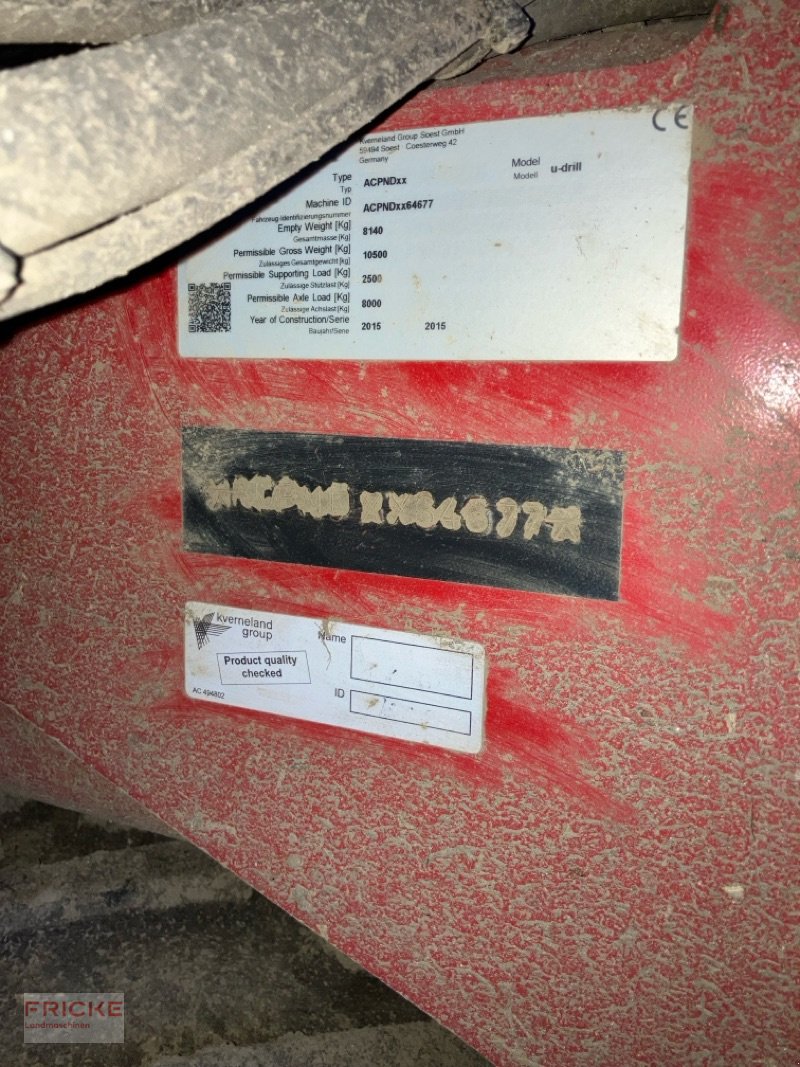 CE
Kverneland Group Soest GmbH
59494 Soest Coesterweg 42
Germany
Type ACPNDxx Model u-drill
Typ Modell
Machine ID ACPNDxx64677
Fahrzeug-Identifizierungsnummer
Empty Weight [Kg] 8140
Gesamtmasse [Kg]
Permissible Gross Weight [Kg] 10500
Zulässiges Gesamtgewicht [Kg]
Permissible Supporting Load [Kg] 2500
Zulässige Stützlast [Kg]
Permissible Axle Load [Kg] 8000
Zulässige Achslast [Kg]
Year of Construction/Serie 2015 2015
Baujahr/Serie
*ACPND xx64677*
kverneland
group
Name
Product quality
checked
ID
AC 494802
FRICKE
Landmaschinen